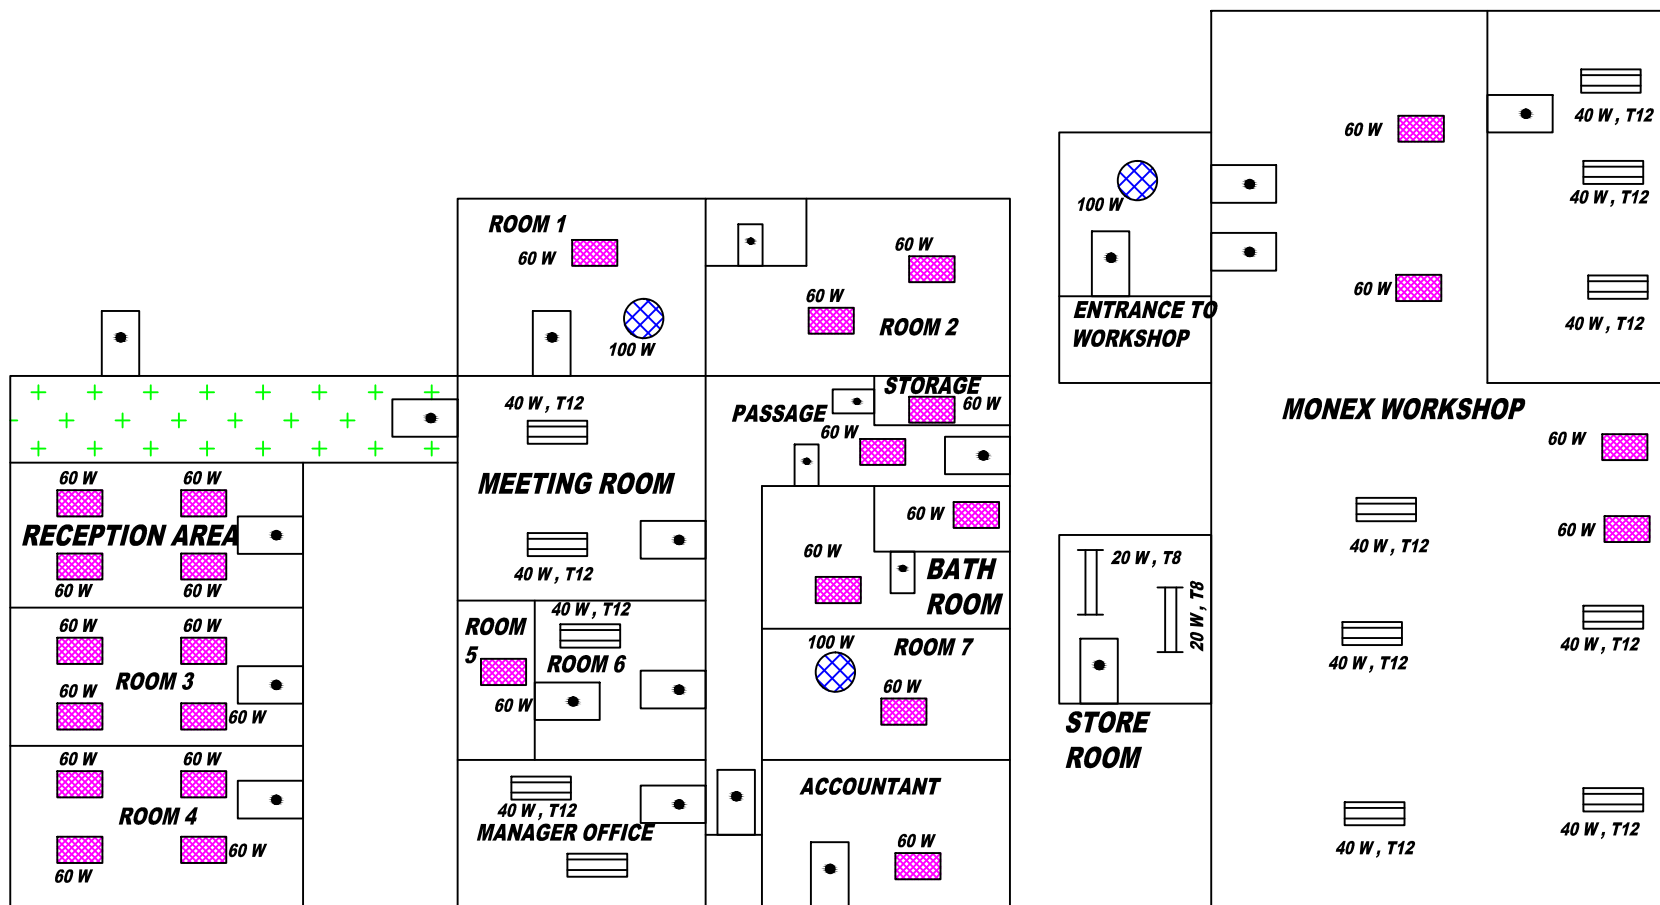 60 W
60 W
RECEPTION AREA
60 W
60 W
60 W
60 W
ROOM 3
60 W
60 W
60 W
60 W
ROOM 4
60 W
60 W
ROOM 1
60 W
100 W
60 W
60 W
ROOM 2
40 W , T12
MEETING ROOM
40 W , T12
STORAGE
60 W
PASSAGE
60 W
60 W
60 W
BATH
ROOM
ROOM
5
60 W
40 W , T12
ROOM 6
100 W
ROOM 7
60 W
40 W , T12
MANAGER OFFICE
ACCOUNTANT
60 W
100 W
ENTRANCE TO
WORKSHOP
20 W , T8
20 W , T8
STORE
ROOM
60 W
60 W
40 W , T12
40 W , T12
40 W , T12
MONEX WORKSHOP
60 W
60 W
40 W , T12
40 W , T12
40 W , T12
40 W , T12
40 W , T12